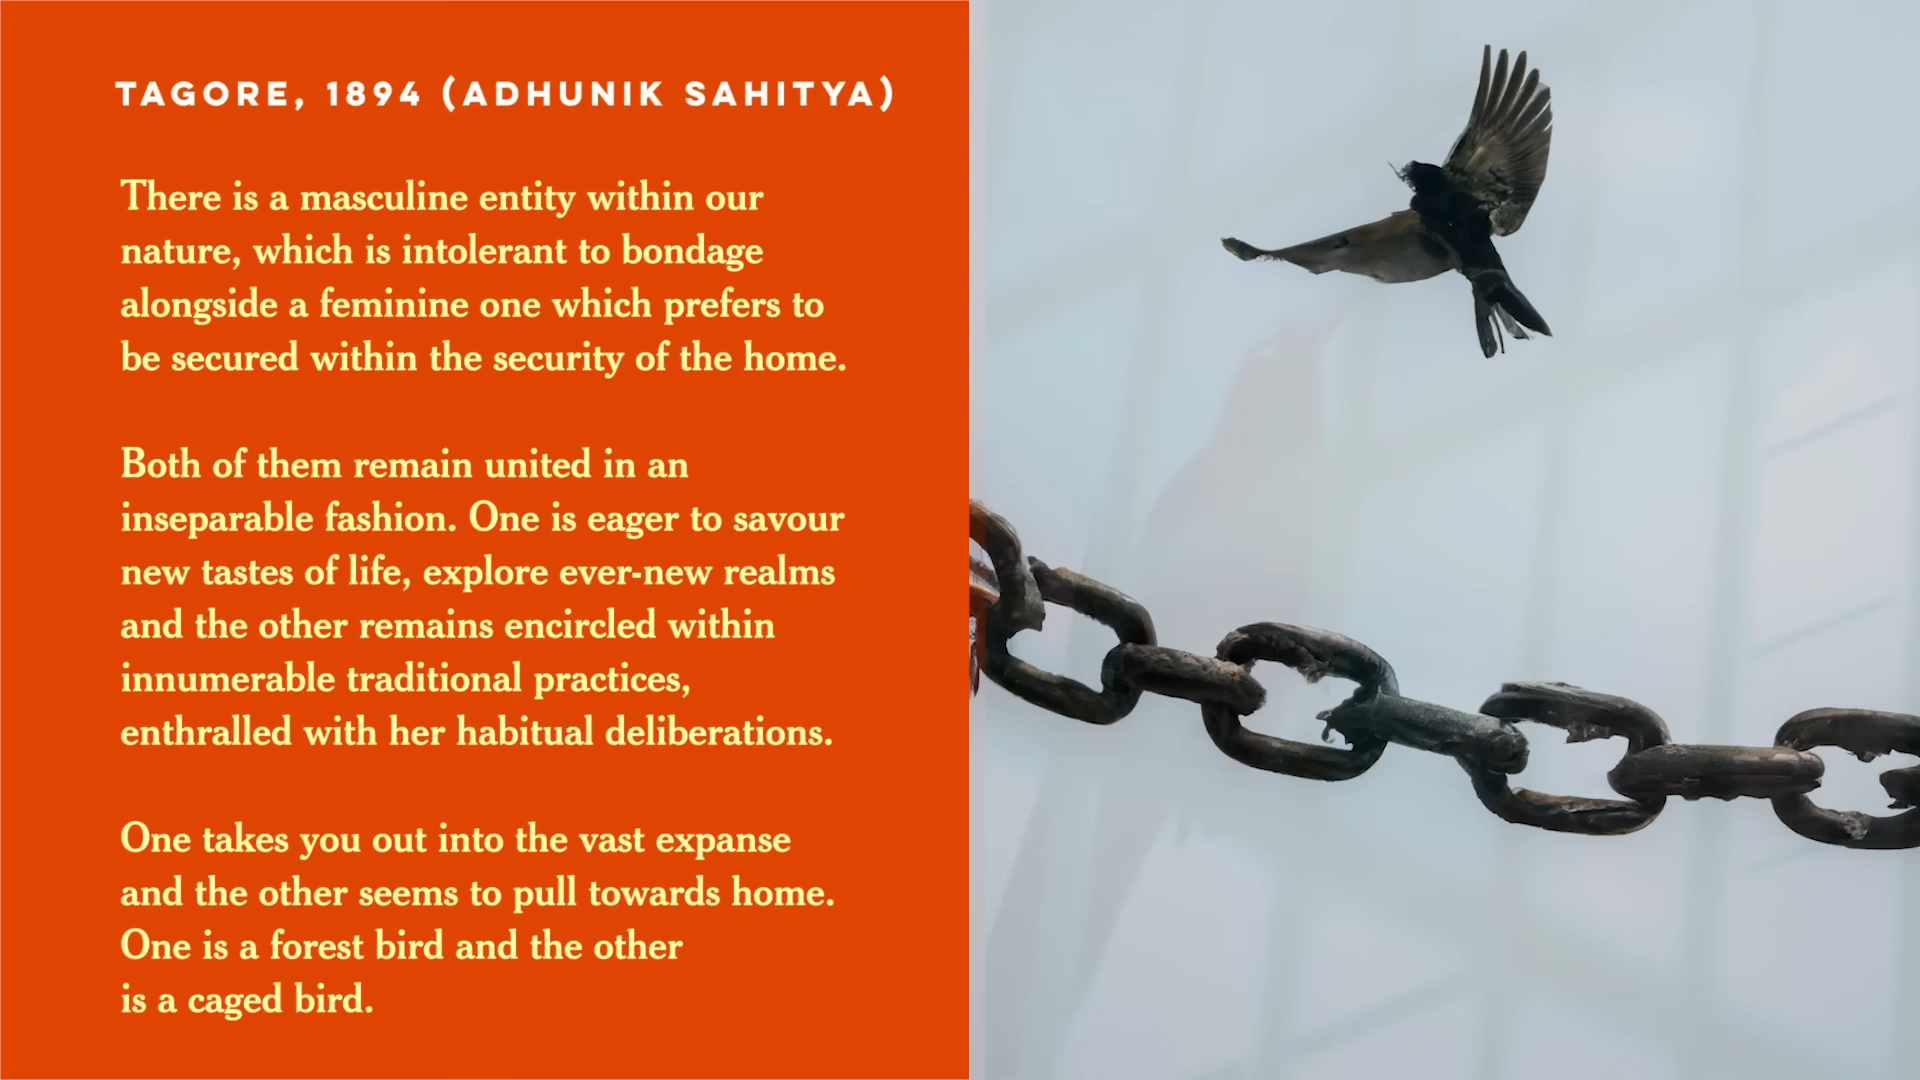 TAGORE, 1894 (ADHUNIK SAHITYA)
There is a masculine entity within our
nature, which is intolerant to bondage
alongside a feminine one which prefers to
be secured within the security of the home.
Both of them remain united in an
inseparable fashion. One is eager to savour
new tastes of life, explore ever-new realms
and the other remains encircled within
innumerable traditional practices,
enthralled with her habitual deliberations.
One takes you out into the vast expanse
and the other seems to pull towards home.
One is a forest bird and the other
is a caged bird.